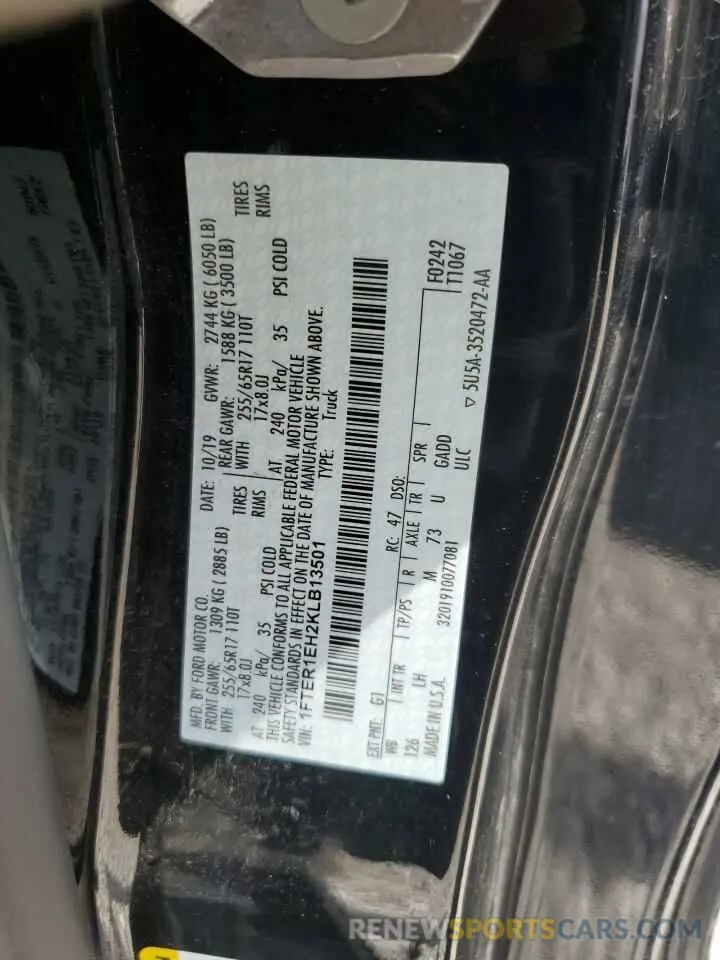 MFD. BY FORD MOTOR CO.
DATE: 10/19 GVWR: 2744 KG ( 6050 LB)
FRONT GAWR: 1309 KG ( 2885 LB)
REAR GAWR: 1588 KG ( 3500 LB)
WITH 255/65R17 110T TIRES
17x8.0J RIMS
WITH 255/65R17 110T TIRES
17x8.0J RIMS
AT 240 kPa/ 35 PSI COLD
AT 240 kPa/ 35 PSI COLD
THIS VEHICLE CONFORMS TO ALL APPLICABLE FEDERAL MOTOR VEHICLE
SAFETY STANDARDS IN EFFECT ON THE DATE OF MANUFACTURE SHOWN ABOVE.
VIN: 1FTER1EH2KLB13501
TYPE: Truck
EXT PNT: G1 RC: 47 DSO:
WB INT TR TP/PS R AXLE TR SPR
126 LH M 73 U GADD
F0242
T1067
MADE IN U.S.A. 3201910077081 ULC
▽ 5U5A-3520472-AA
RENEWSPORTSCARS.COM